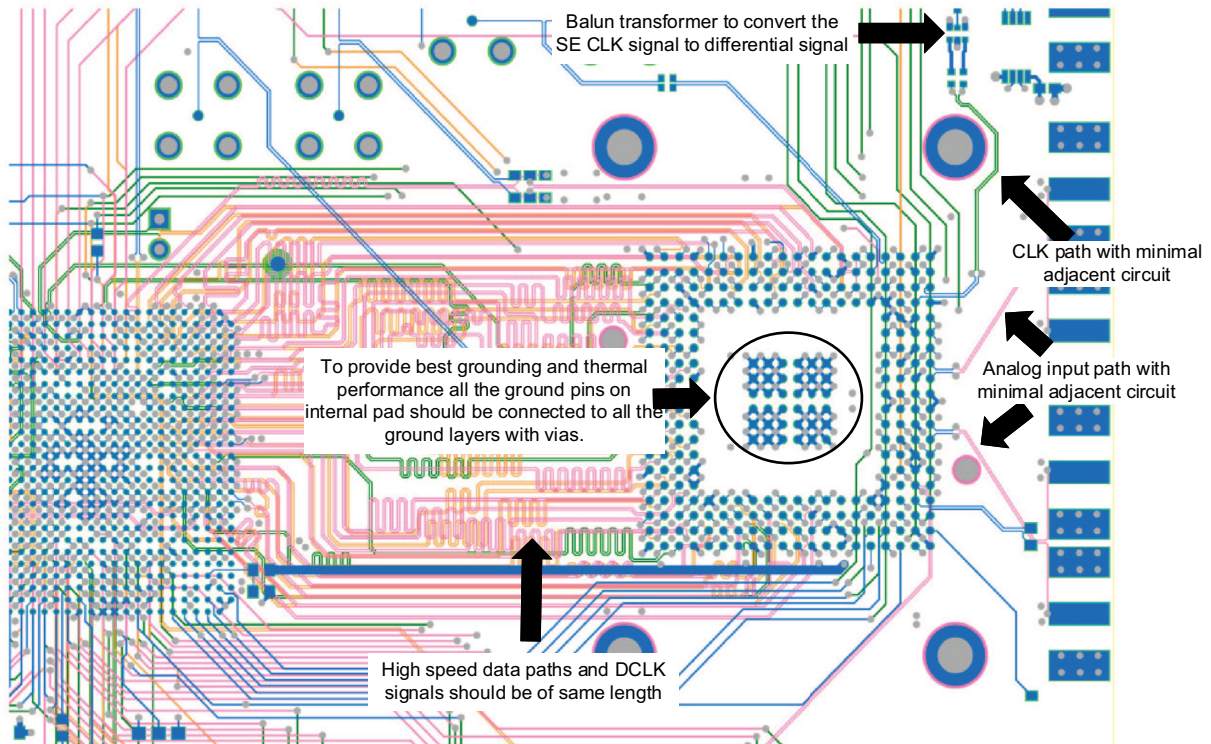 Balun transformer to convert the
SE CLK signal to differential signal
CLK path with minimal
adjacent circuit
To provide best grounding and thermal
performance all the ground pins on
internal pad should be connected to all the
ground layers with vias.
Analog input path with
minimal adjacent circuit
High speed data paths and DCLK
signals should be of same length